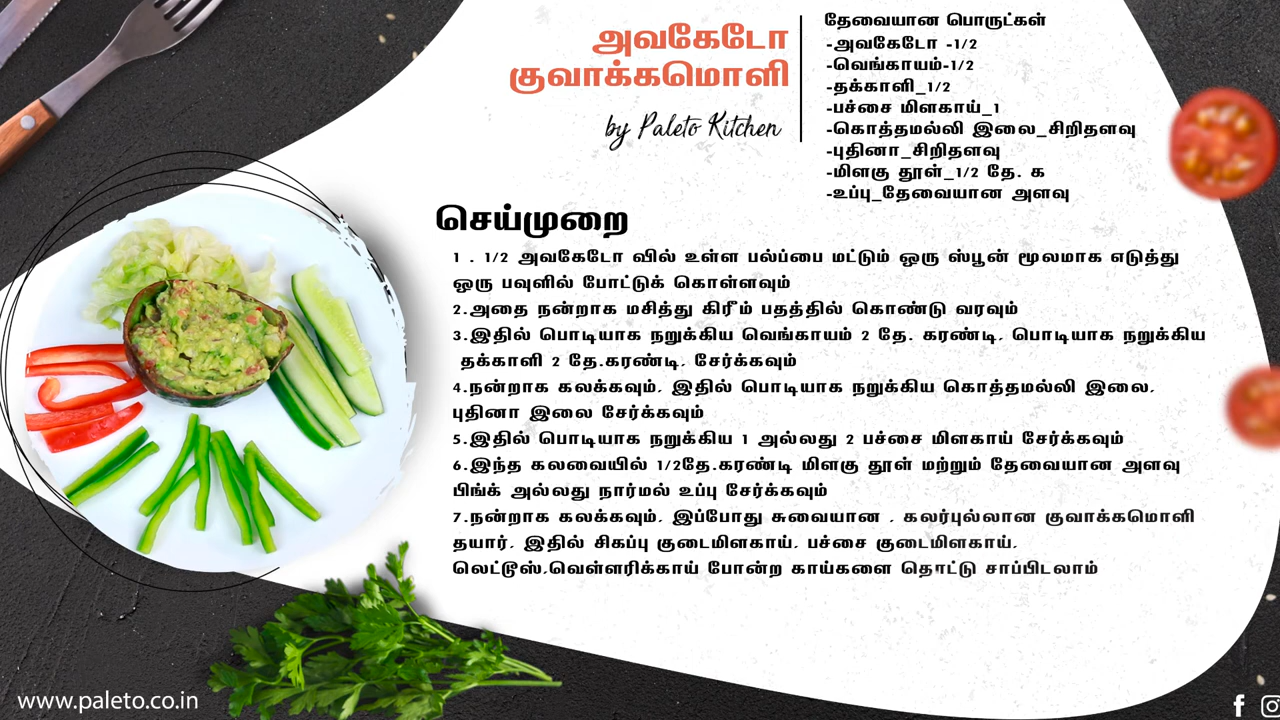 அவகேடோ
குவாக்கமொளி
by Paleto Kitchen
தேவையான பொருட்கள்
-அவகேடோ -1/2
-வெங்காயம்-1/2
-தக்காளி_1/2
-பச்சை மிளகாய்_1
-கொத்தமல்லி இலை_சிறிதளவு
-புதினா_சிறிதளவு
-மிளகு தூள்_1/2 தே. க
-உப்பு_தேவையான அளவு
செய்முறை
1 . 1/2 அவகேடோ வில் உள்ள பல்ப்பை மட்டும் ஒரு ஸ்பூன் மூலமாக எடுத்து
ஒரு பவுளில் போட்டுக் கொள்ளவும்
2.அதை நன்றாக மசித்து கிரீம் பதத்தில் கொண்டு வரவும்
3.இதில் பொடியாக நறுக்கிய வெங்காயம் 2 தே. கரண்டி, பொடியாக நறுக்கிய
தக்காளி 2 தே.கரண்டி, சேர்க்கவும்
4.நன்றாக கலக்கவும், இதில் பொடியாக நறுக்கிய கொத்தமல்லி இலை,
புதினா இலை சேர்க்கவும்
5.இதில் பொடியாக நறுக்கிய 1 அல்லது 2 பச்சை மிளகாய் சேர்க்கவும்
6.இந்த கலவையில் 1/2தே.கரண்டி மிளகு தூள் மற்றும் தேவையான அளவு
பிங்க் அல்லது நார்மல் உப்பு சேர்க்கவும்
7.நன்றாக கலக்கவும், இப்போது சுவையான , கலர்புல்லான குவாக்கமொளி
தயார், இதில் சிகப்பு குடைமிளகாய், பச்சை குடைமிளகாய்,
லெட்டூஸ்,வெள்ளரிக்காய் போன்ற காய்களை தொட்டு சாப்பிடலாம்
www.paleto.co.in